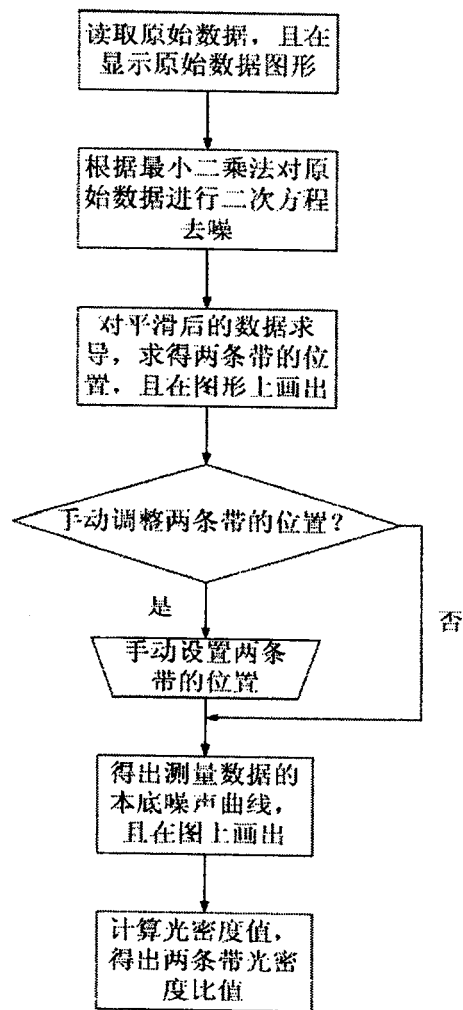 读取原始数据，且在
显示原始数据图形
根据最小二乘法对原
始数据进行二次方程
去噪
对平滑后的数据求
导，求得两条带的位
置，且在图形上画出
手动调整两条带的位置？
是
否
手动设置两条
带的位置
得出测量数据的
本底噪声曲线，
且在图上画出
计算光密度值，
得出两条带光密
度比值